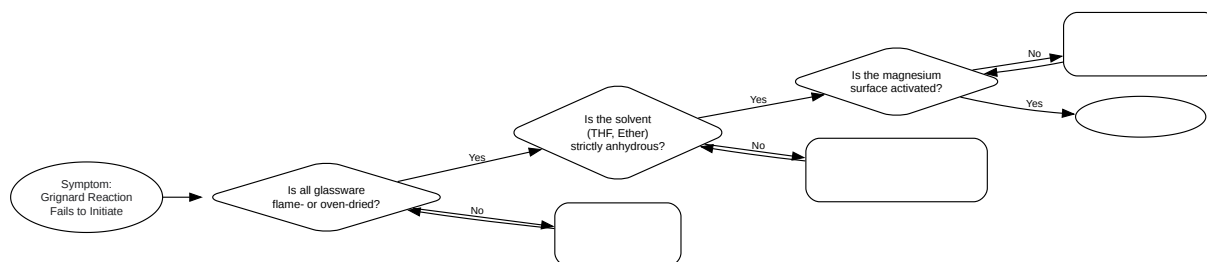 Symptom:
Grignard Reaction
Fails to Initiate
Is all glassware
flame- or oven-dried?
Yes
No
Is the solvent
(THF, Ether)
strictly anhydrous?
Yes
No
Is the magnesium
surface activated?
No
Yes